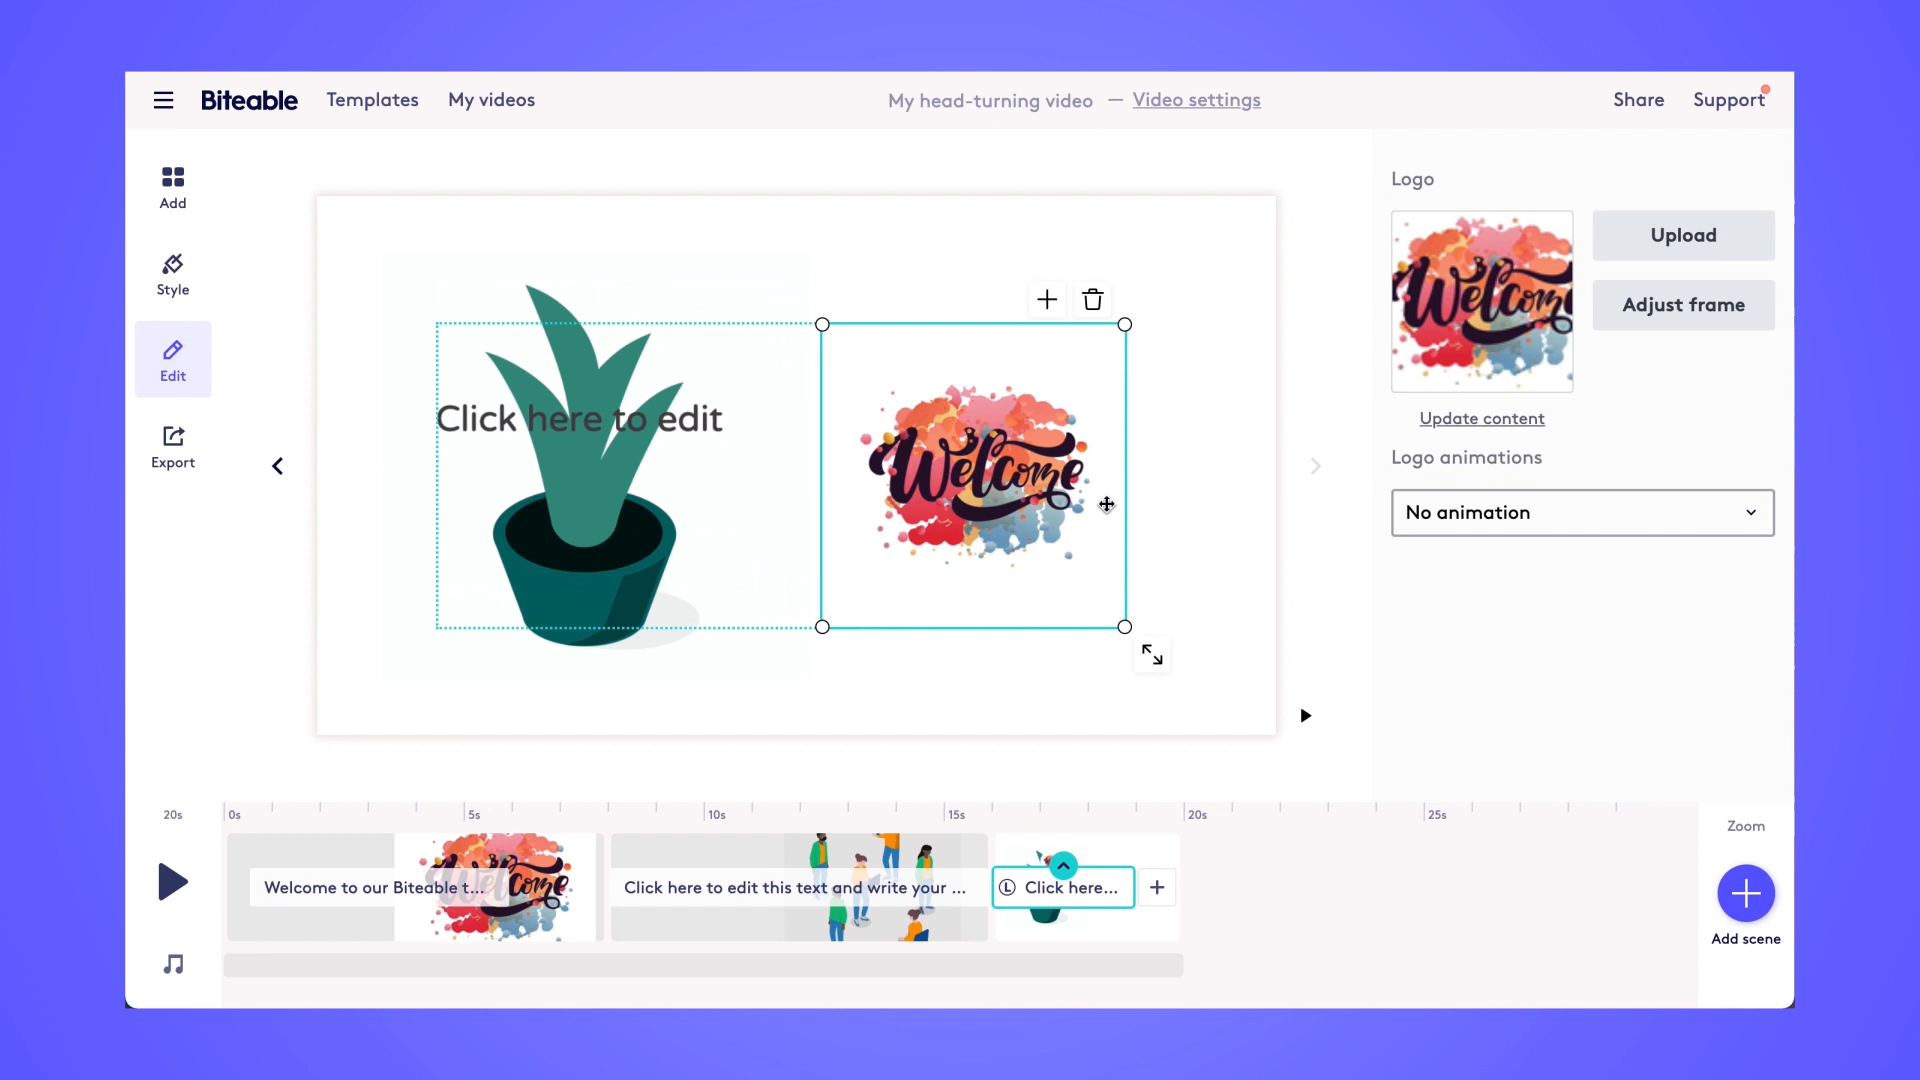 Biteable
Templates
My videos
My head-turning video — Video settings
Share
Support
Add
Style
Edit
Export
Click here to edit
Welcome
Logo
Welcome
Upload
Adjust frame
Update content
Logo animations
No animation
20s
0s
5s
10s
15s
20s
25s
Zoom
Welcome to our Biteable t...
Welcome
Click here to edit this text and write your ...
L Click here...
Add scene